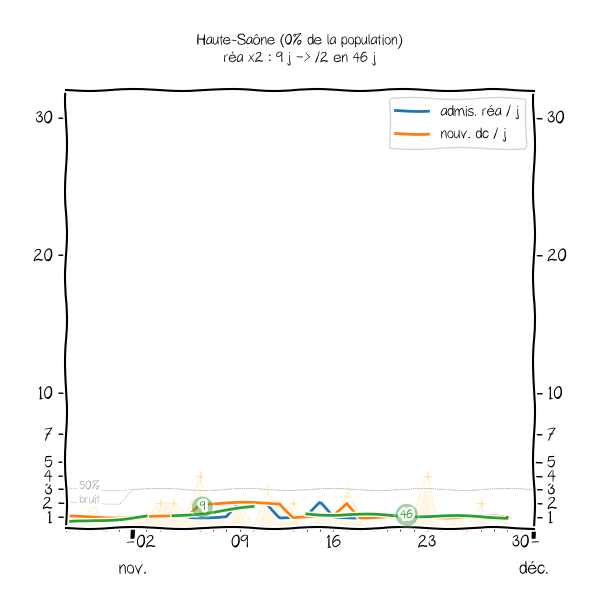 Haute-Saône (0% de la population)
réa x2 : 9 j -> /2 en 46 j
admis. réa / j
nouv. dc / j
30 30
20 20
10 10
7 7
5 5
4 4
3 3
2 2
1 1
50%
bruit
9
46
02 09 16 23 30
nov. déc.